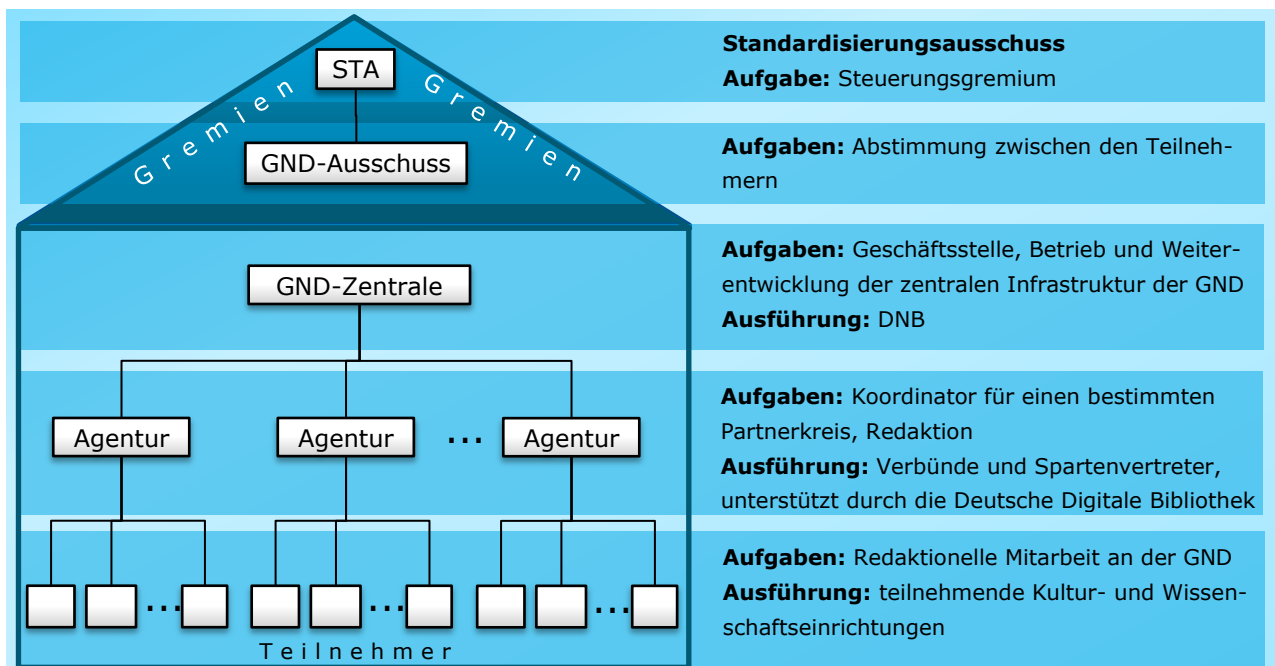 STA
Gremien
Gremien
GND-Ausschuss
Standardisierungsausschuss
Aufgabe: Steuerungsgremium
Aufgaben: Abstimmung zwischen den Teilneh-
mern
GND-Zentrale
Aufgaben: Geschäftsstelle, Betrieb und Weiter-
entwicklung der zentralen Infrastruktur der GND
Ausführung: DNB
Agentur
Agentur
...
Agentur
Aufgaben: Koordinator für einen bestimmten
Partnerkreis, Redaktion
Ausführung: Verbünde und Spartenvertreter,
unterstützt durch die Deutsche Digitale Bibliothek
...
...
...
Teilnehmer
Aufgaben: Redaktionelle Mitarbeit an der GND
Ausführung: teilnehmende Kultur- und Wissen-
schaftseinrichtungen